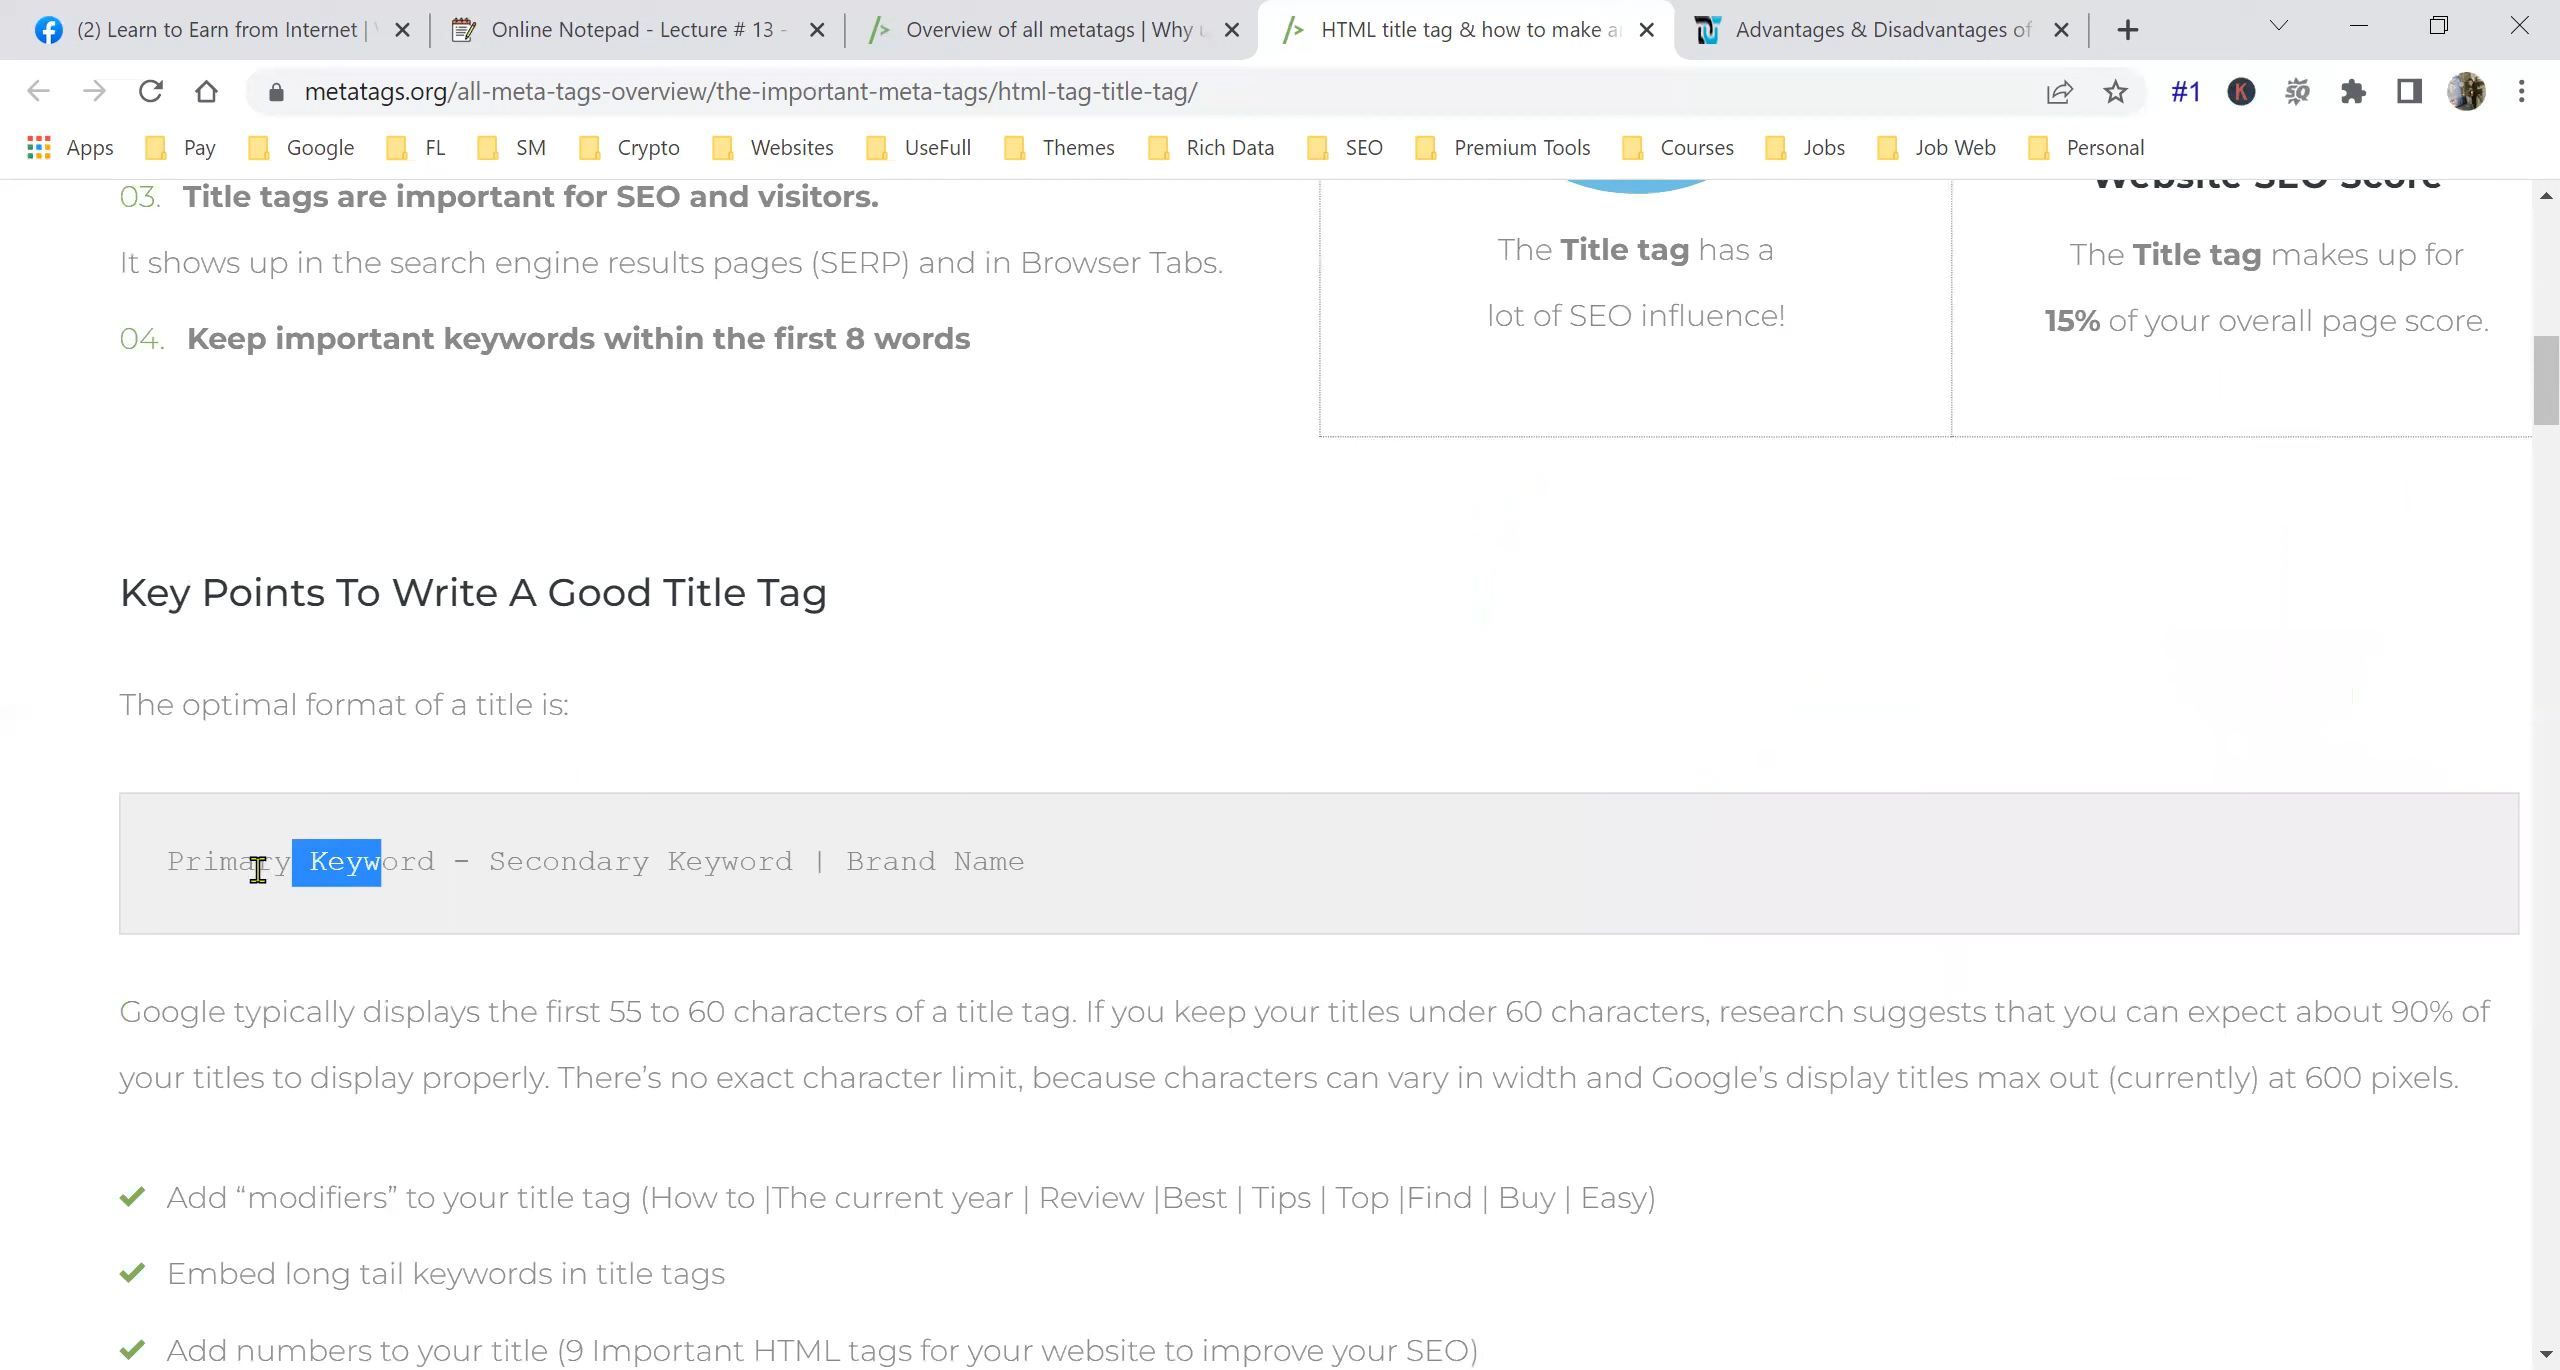 (2) Learn to Earn from Internet |
Online Notepad - Lecture # 13 -
Overview of all metatags | Why
HTML title tag & how to make
Advantages & Disadvantages of
metatags.org/all-meta-tags-overview/the-important-meta-tags/html-tag-title-tag/
#1
K
SQ
Apps
Pay
Google
FL
SM
Crypto
Websites
UseFull
Themes
Rich Data
SEO
Premium Tools
Courses
Jobs
Job Web
Personal
03. Title tags are important for SEO and visitors.
It shows up in the search engine results pages (SERP) and in Browser Tabs.
04. Keep important keywords within the first 8 words
The Title tag has a
lot of SEO influence!
Website SEO Score
The Title tag makes up for
15% of your overall page score.
Key Points To Write A Good Title Tag
The optimal format of a title is:
Primary Keyword - Secondary Keyword | Brand Name
Google typically displays the first 55 to 60 characters of a title tag. If you keep your titles under 60 characters, research suggests that you can expect about 90% of
your titles to display properly. There's no exact character limit, because characters can vary in width and Google's display titles max out (currently) at 600 pixels.
Add “modifiers” to your title tag (How to |The current year | Review |Best | Tips | Top |Find | Buy | Easy)
Embed long tail keywords in title tags
Add numbers to your title (9 Important HTML tags for your website to improve your SEO)